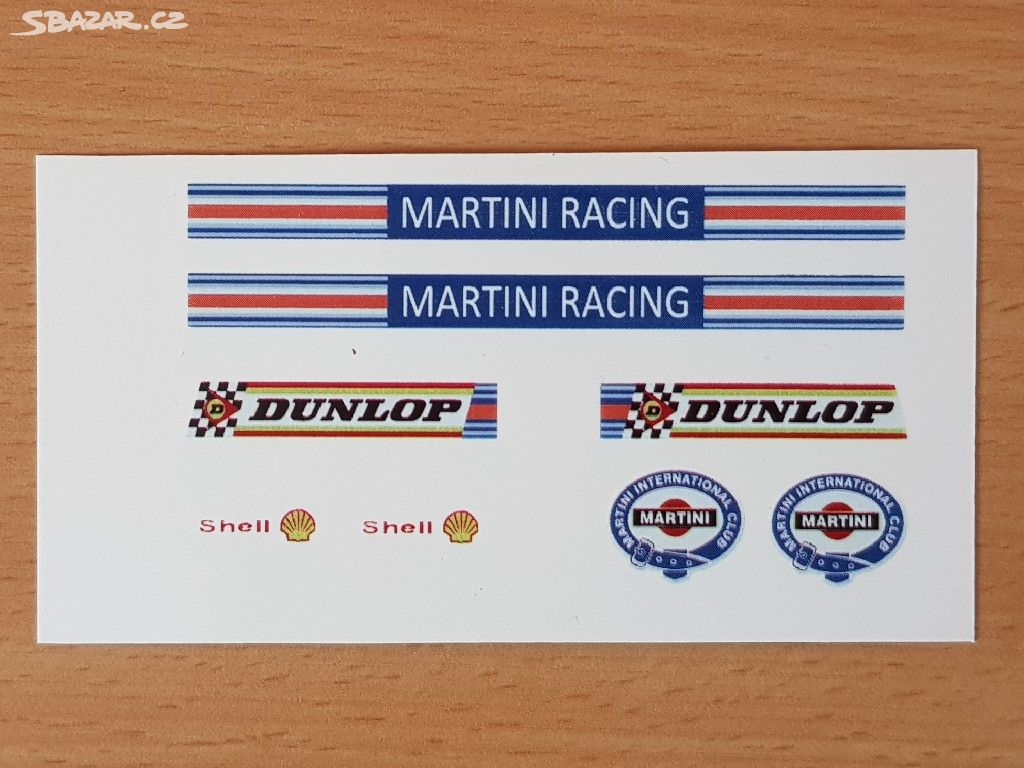 SBAZAR.CZ
MARTINI RACING
MARTINI RACING
D DUNLOP
D DUNLOP
Shell
Shell
MARTINI INTERNATIONAL CLUB
MARTINI
MARTINI INTERNATIONAL CLUB
MARTINI